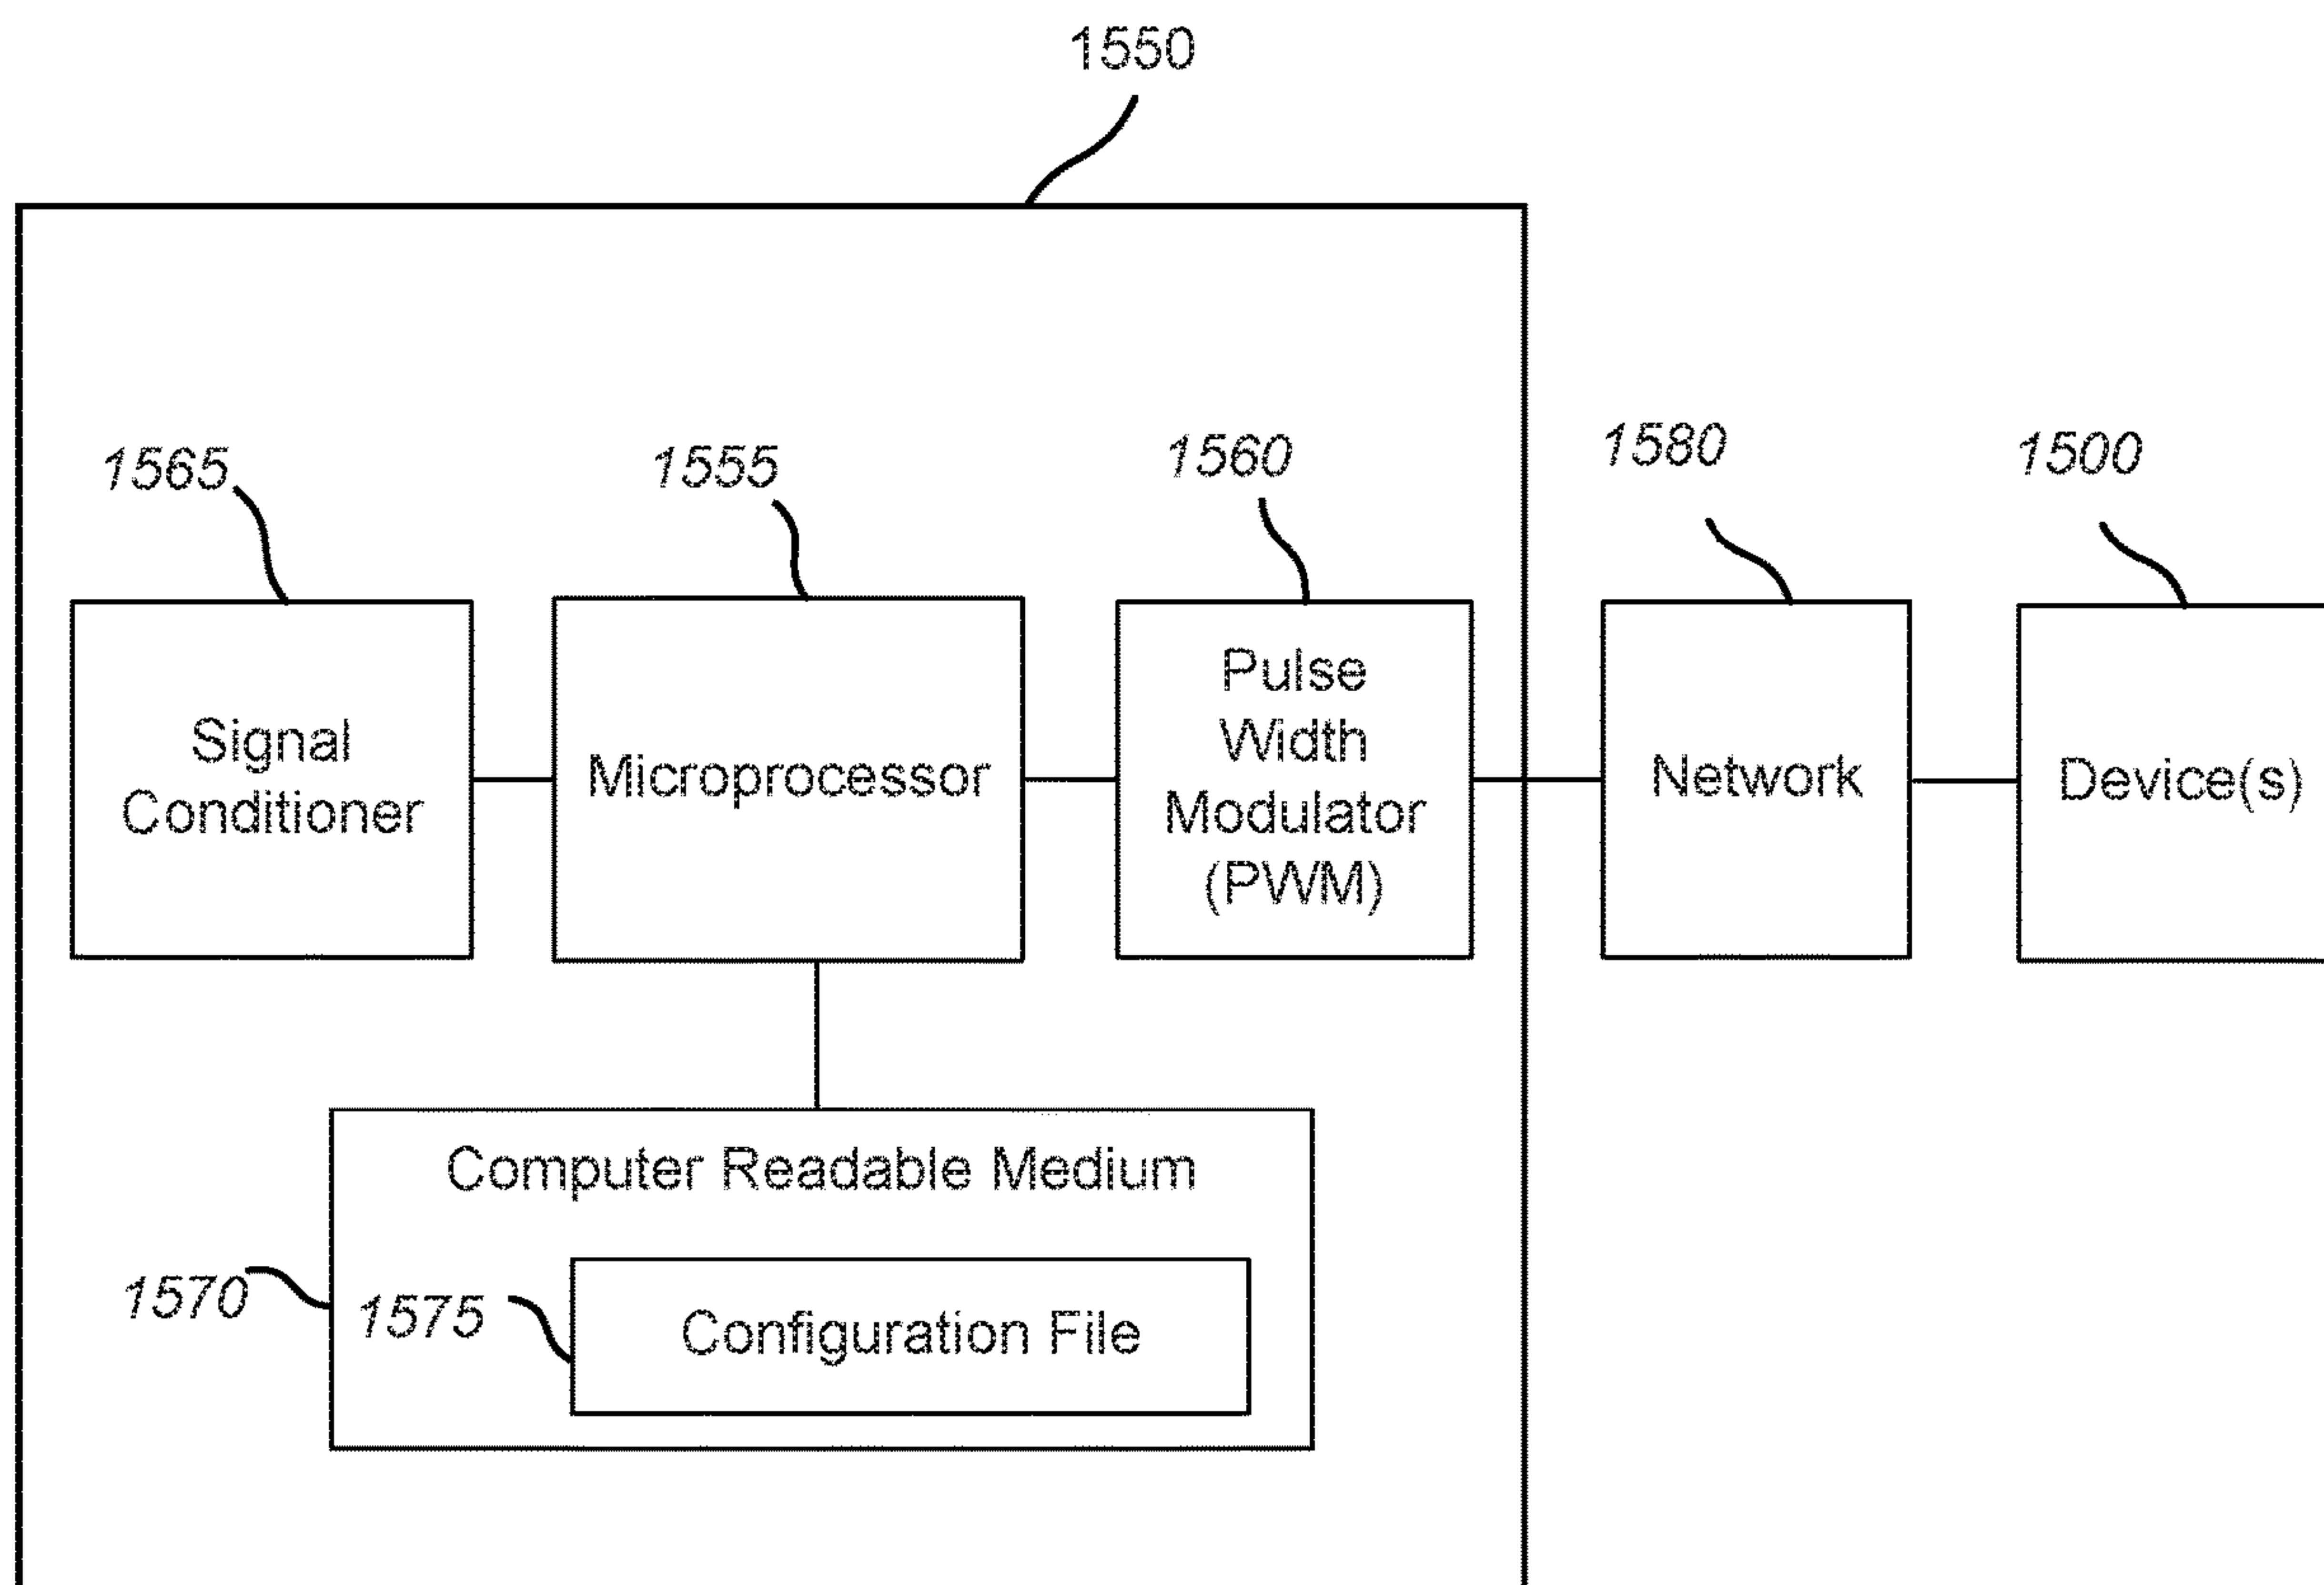 1550
1565
1555
1560
1580
1500
Signal
Conditioner
Microprocessor
Pulse
Width
Modulator
(PWM)
Network
Device(s)
Computer Readable Medium
1570
1575
Configuration File